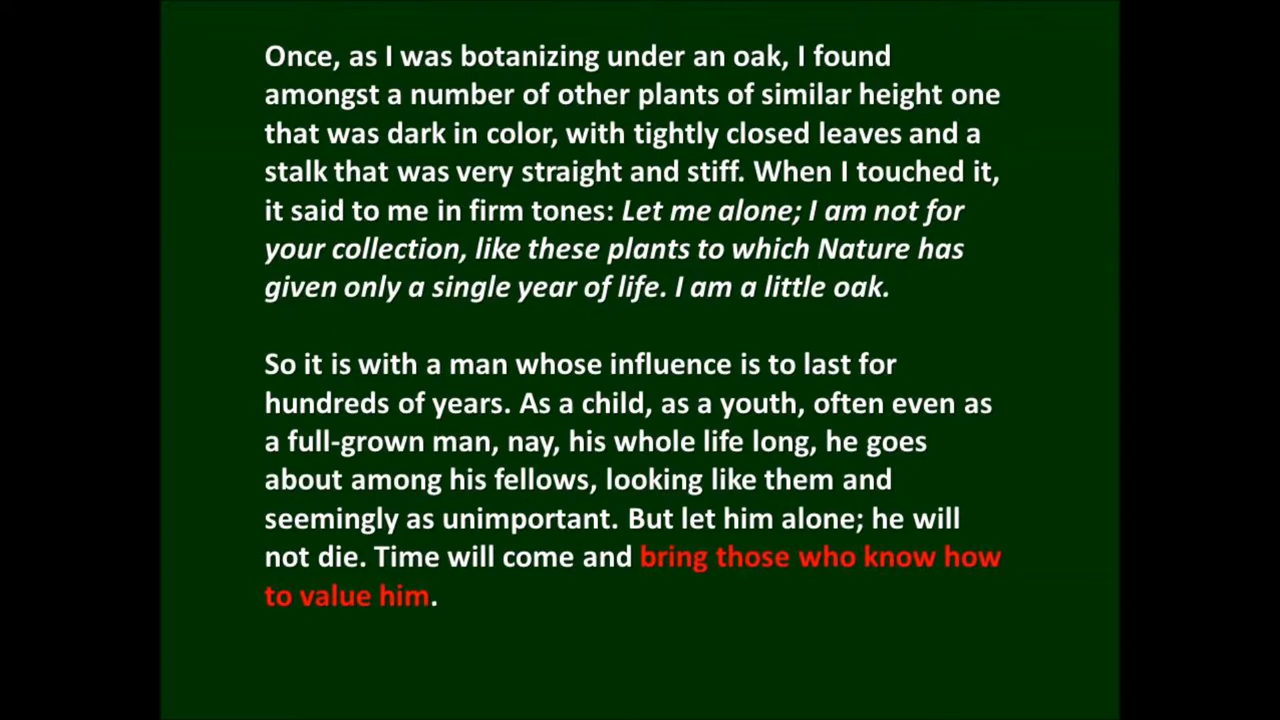 Once, as I was botanizing under an oak, I found
amongst a number of other plants of similar height one
that was dark in color, with tightly closed leaves and a
stalk that was very straight and stiff. When I touched it,
it said to me in firm tones: Let me alone; I am not for
your collection, like these plants to which Nature has
given only a single year of life. I am a little oak.
So it is with a man whose influence is to last for
hundreds of years. As a child, as a youth, often even as
a full-grown man, nay, his whole life long, he goes
about among his fellows, looking like them and
seemingly as unimportant. But let him alone; he will
not die. Time will come and bring those who know how
to value him.